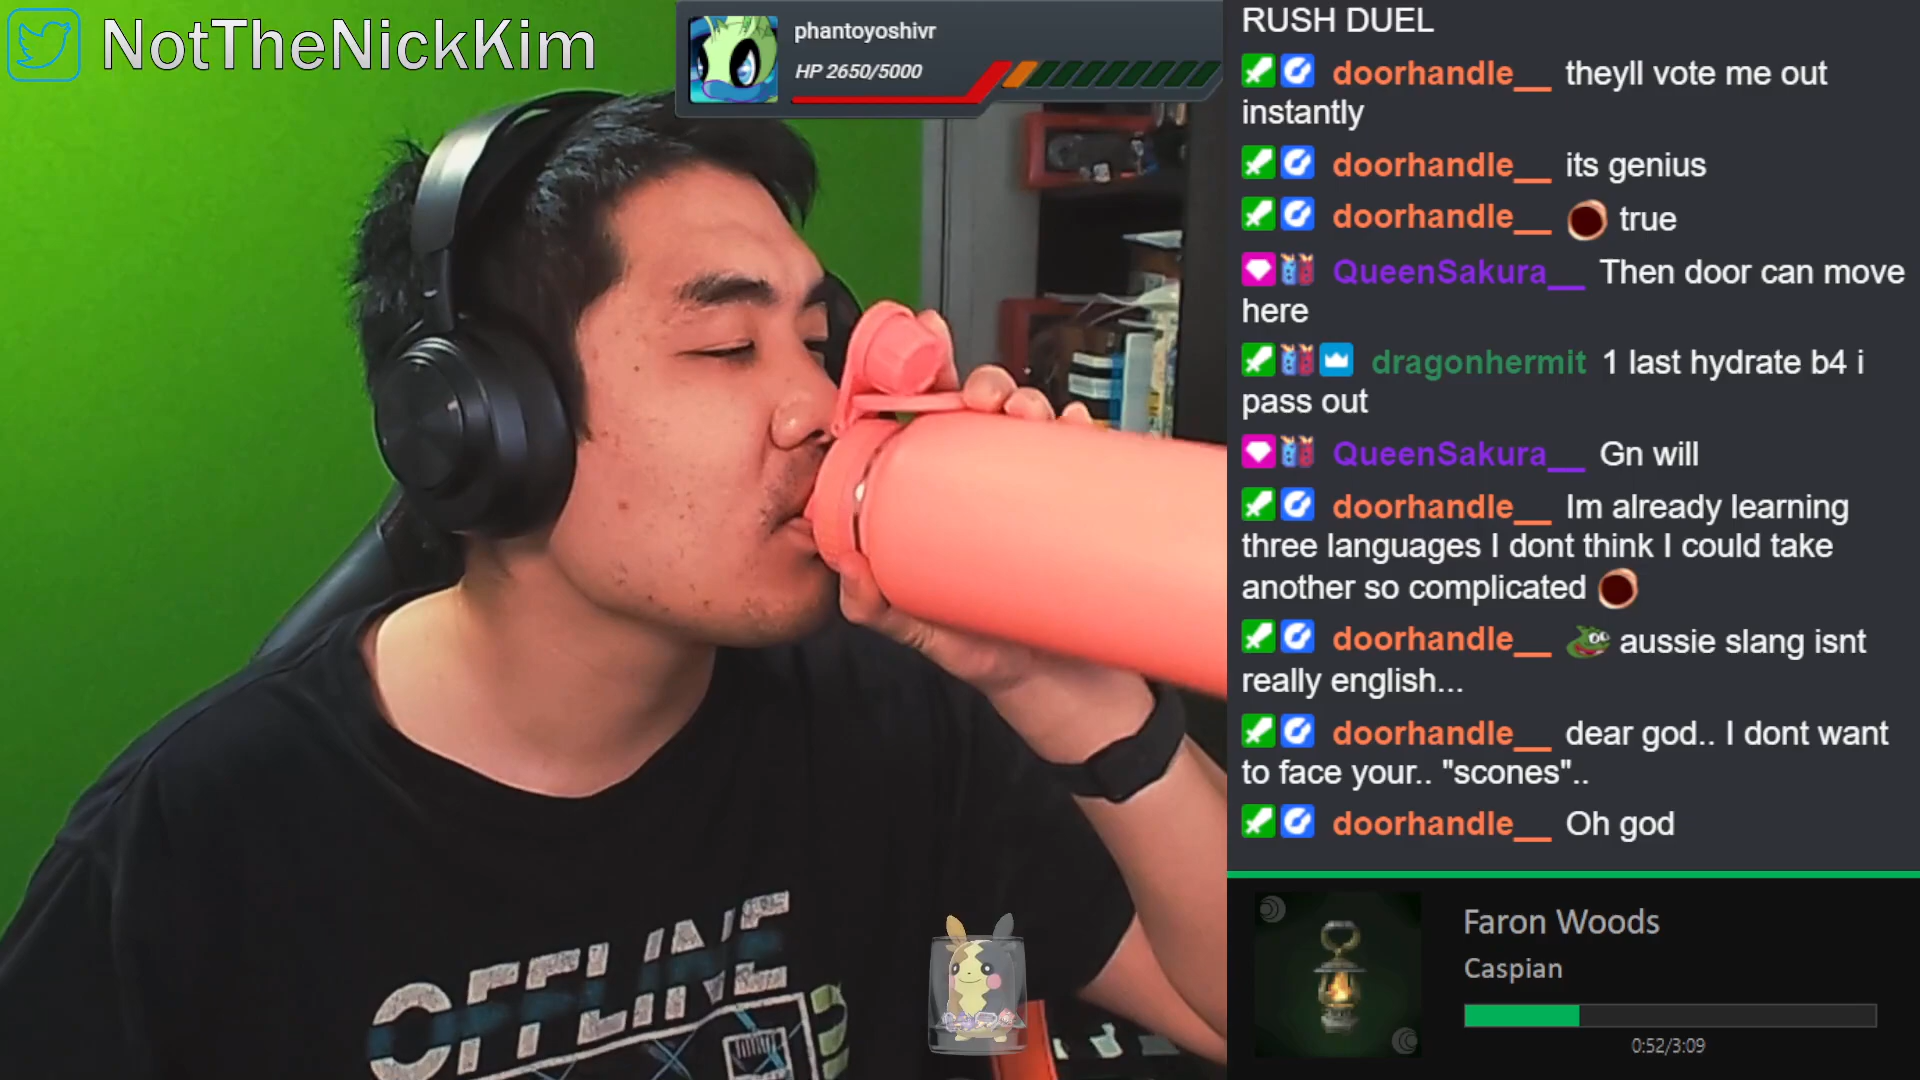 NotTheNickKim
phantoyoshivr
HP 2650/5000
RUSH DUEL
doorhandle__ theyll vote me out
instantly
doorhandle__ its genius
doorhandle__ true
QueenSakura__ Then door can move
here
dragonhermit 1 last hydrate b4 i
pass out
QueenSakura__ Gn will
doorhandle__ Im already learning
three languages I dont think I could take
another so complicated
doorhandle__ aussie slang isnt
really english...
doorhandle__ dear god.. I dont want
to face your.. "scones"..
doorhandle__ Oh god
OFFLINE
Faron Woods
Caspian
0:52/3:09